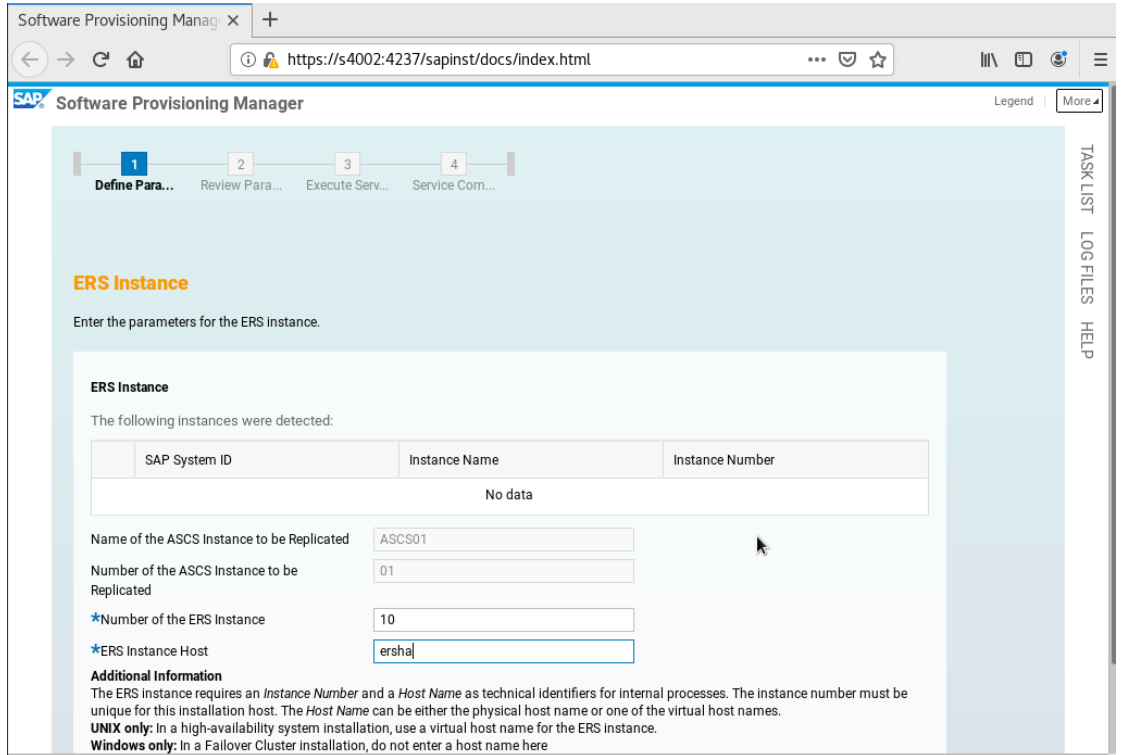 Software Provisioning Manag
https://s4002:4237/sapinst/docs/index.html
SAP Software Provisioning Manager
Legend
More
1
2
3
4
Define Para...
Review Para...
Execute Serv...
Service Com...
TASK LIST
LOG FILES
HELP
ERS Instance
Enter the parameters for the ERS instance.
ERS Instance
The following instances were detected:
SAP System ID
Instance Name
Instance Number
No data
Name of the ASCS Instance to be Replicated
ASCS01
Number of the ASCS Instance to be
Replicated
01
*Number of the ERS Instance
10
*ERS Instance Host
ersha
Additional Information
The ERS instance requires an Instance Number and a Host Name as technical identifiers for internal processes. The instance number must be
unique for this installation host. The Host Name can be either the physical host name or one of the virtual host names.
UNIX only: In a high-availability system installation, use a virtual host name for the ERS instance.
Windows only: In a Failover Cluster installation, do not enter a host name here